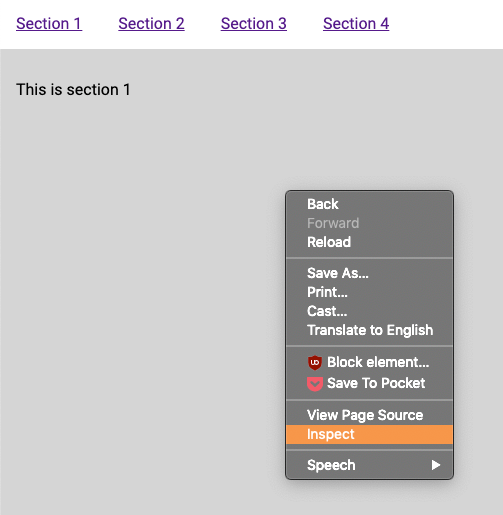 Section 1 Section 2 Section 3 Section 4
This is section 1
Back
Forward
Reload
Save As...
Print...
Cast...
Translate to English
Block element...
Save To Pocket
View Page Source
Inspect
Speech